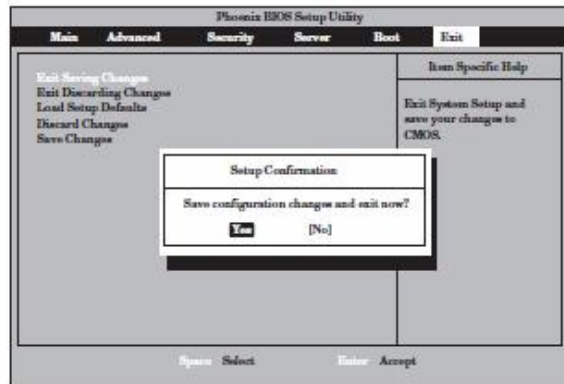 Phoenix BIOS Setup Utility
Main Advanced Security Server Boot Exit
Exit Saving Changes
Exit Discarding Changes
Load Setup Defaults
Discard Changes
Save Changes
Item Specific Help
Exit System Setup and
save your changes to
CMOS.
Setup Confirmation
Save configuration changes and exit now?
Yes [No]
Space Select Enter Accept